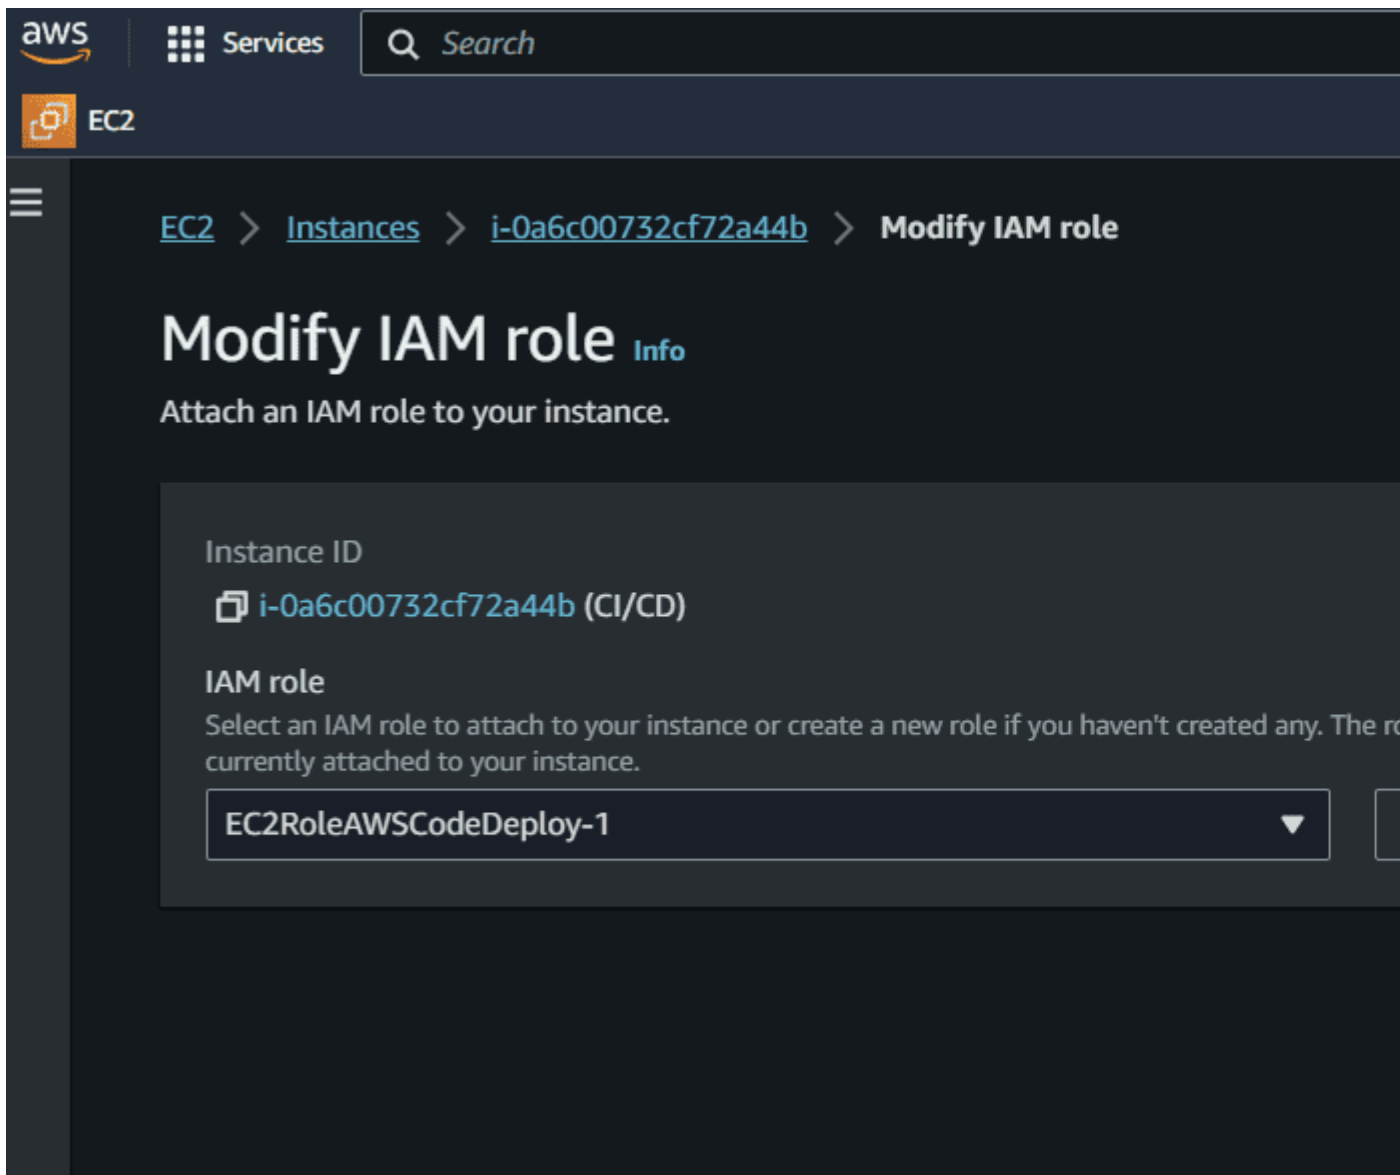 aws Services Search
EC2
EC2 > Instances > i-0a6c00732cf72a44b > Modify IAM role
Modify IAM role Info
Attach an IAM role to your instance.
Instance ID
i-0a6c00732cf72a44b (CI/CD)
IAM role
Select an IAM role to attach to your instance or create a new role if you haven't created any. The
currently attached to your instance.
EC2RoleAWSCodeDeploy-1